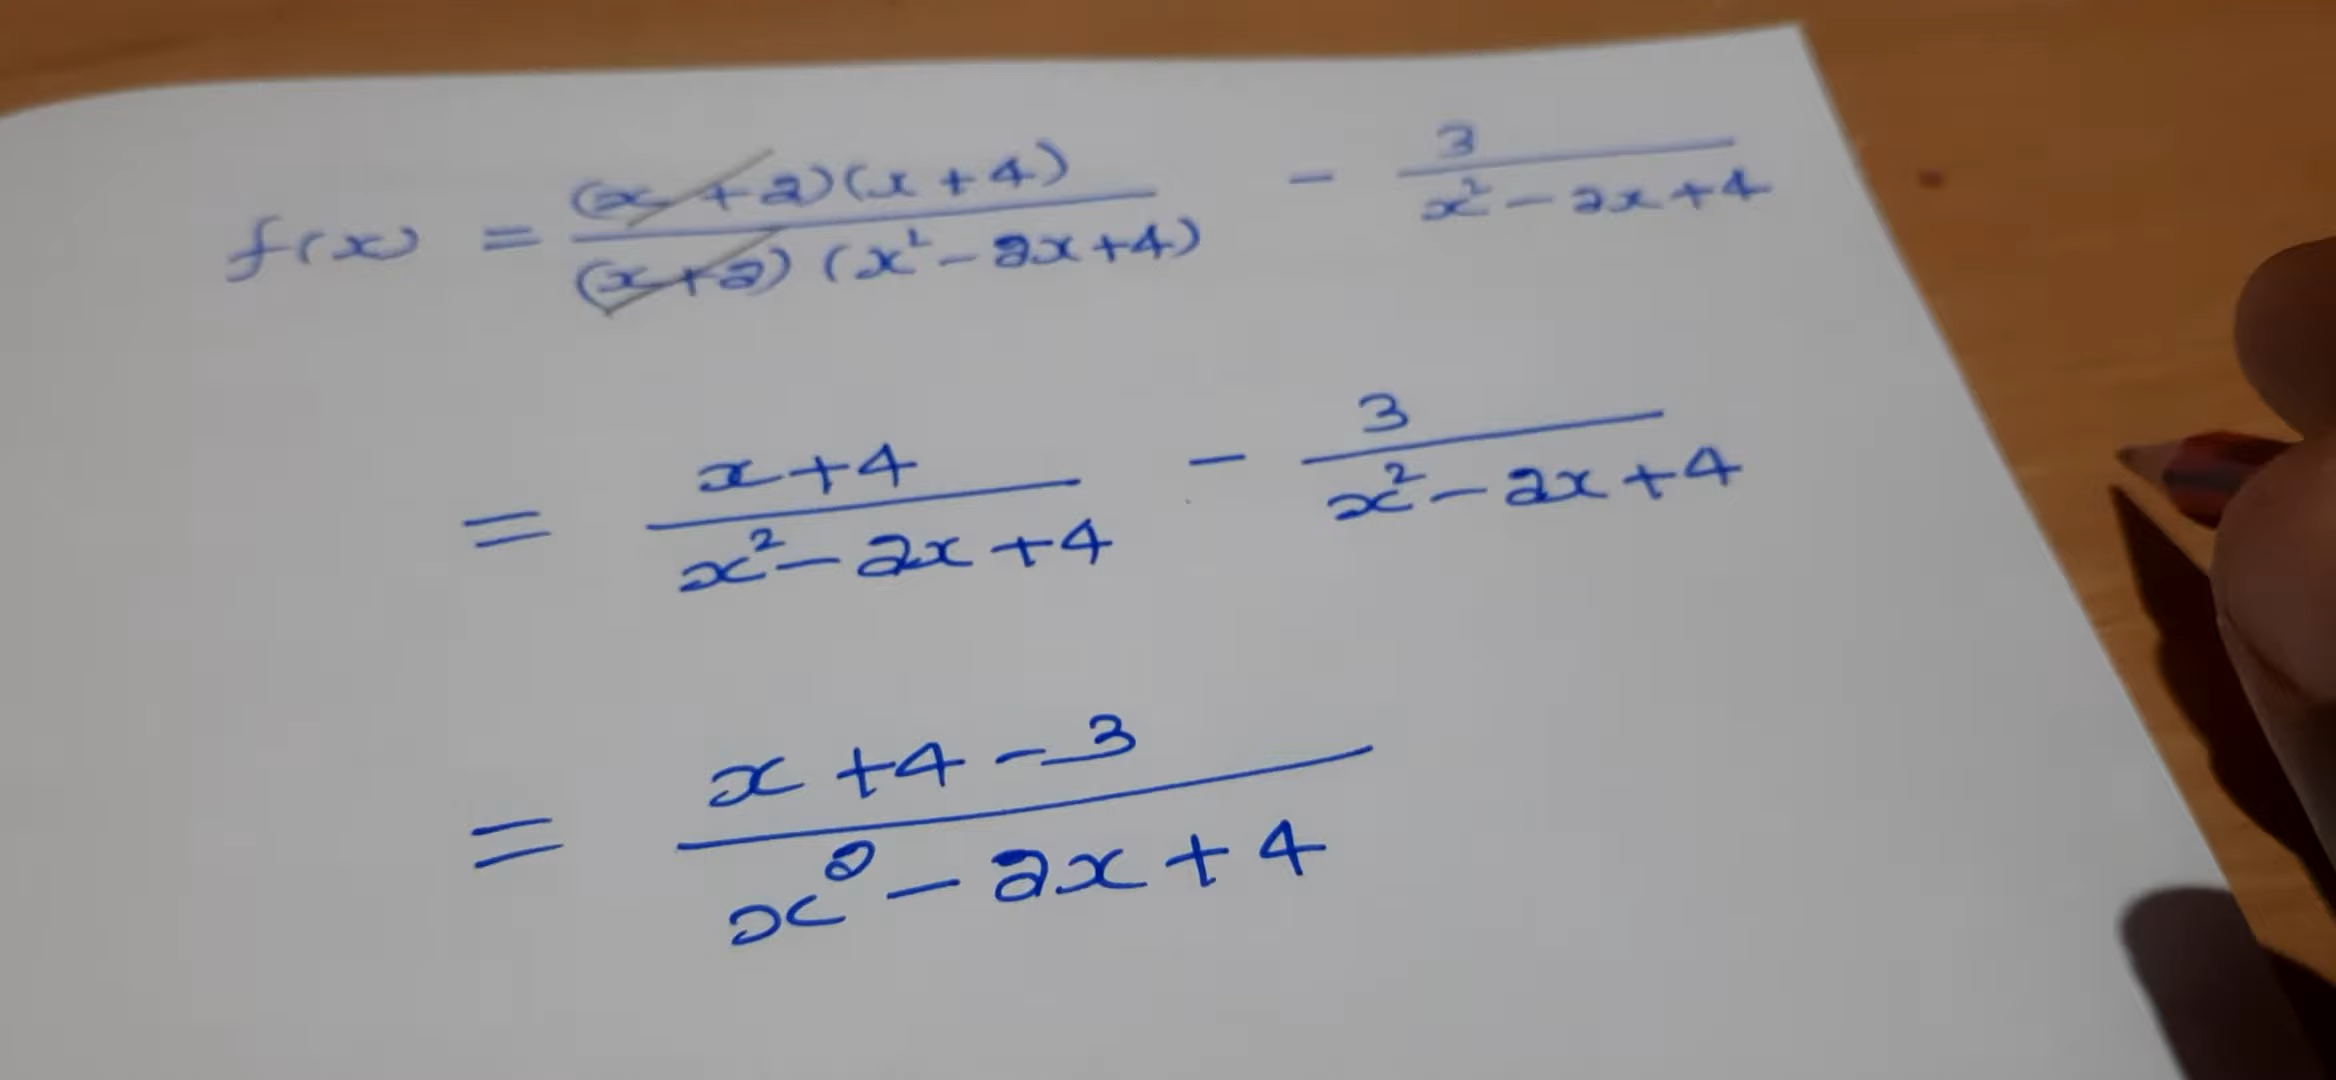 f(x) = (x+2)(x+4) / (x+2)(x²-2x+4) - 3 / x²-2x+4
= x+4 / x²-2x+4 - 3 / x²-2x+4
= x+4-3 / x²-2x+4